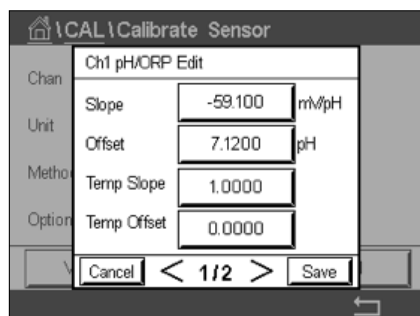 \CAL\Calibrate Sensor
Ch1 pH/ORP Edit
Chan
Slope -59.100 mV/pH
Unit
Offset 7.1200 pH
Temp Slope 1.0000
Option
Temp Offset 0.0000
Cancel < 1/2 > Save